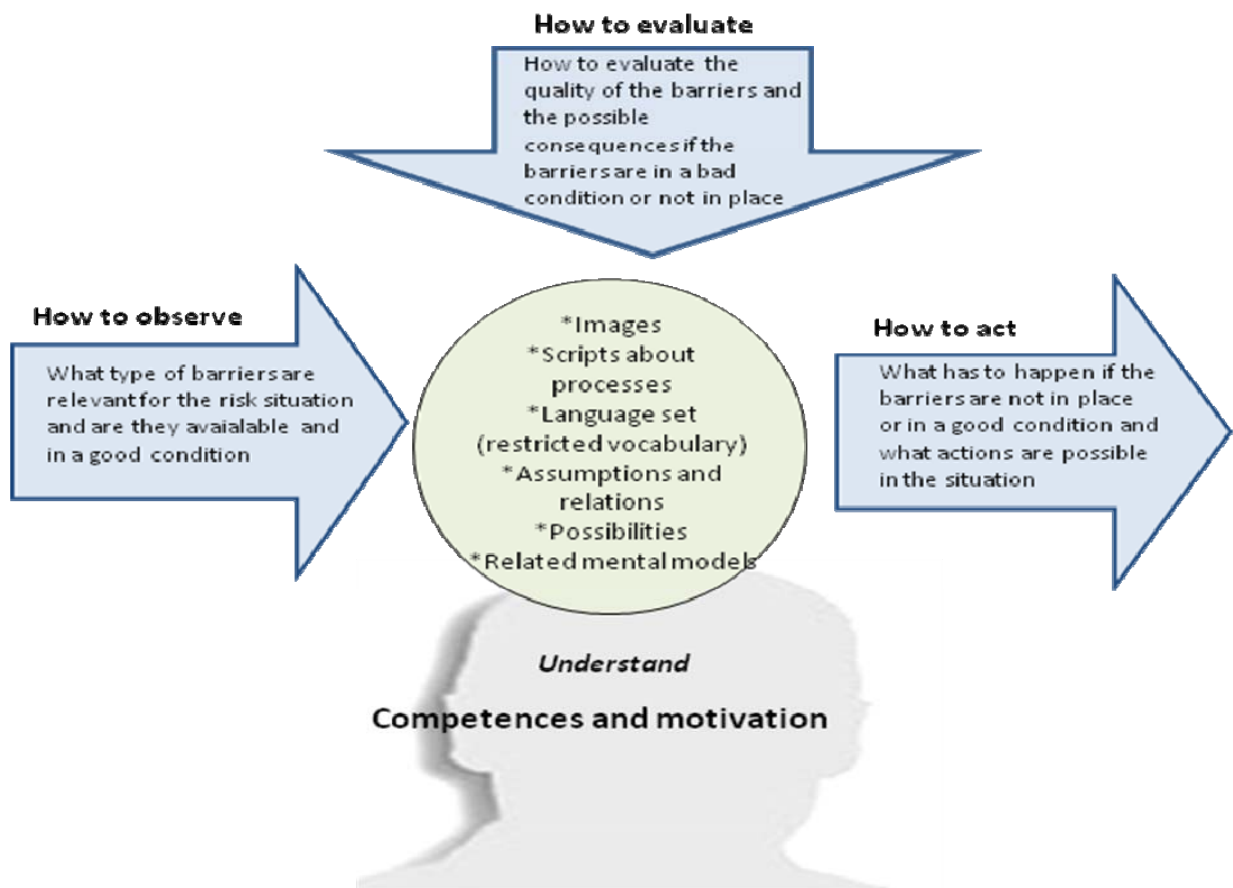 How to evaluate
How to evaluate the
quality of the barriers and
the possible
consequences if the
barriers are in a bad
condition or not in place
How to observe
What type of barriers are
relevant for the risk situation
and are they avaialable and
in a good condition
*Images
*Scripts about
processes
*Language set
(restricted vocabulary)
*Assumptions and
relations
*Possibilities
*Related mental models
How to act
What has to happen if the
barriers are not in place
or in a good condition and
what actions are possible
in the situation
Understand
Competences and motivation